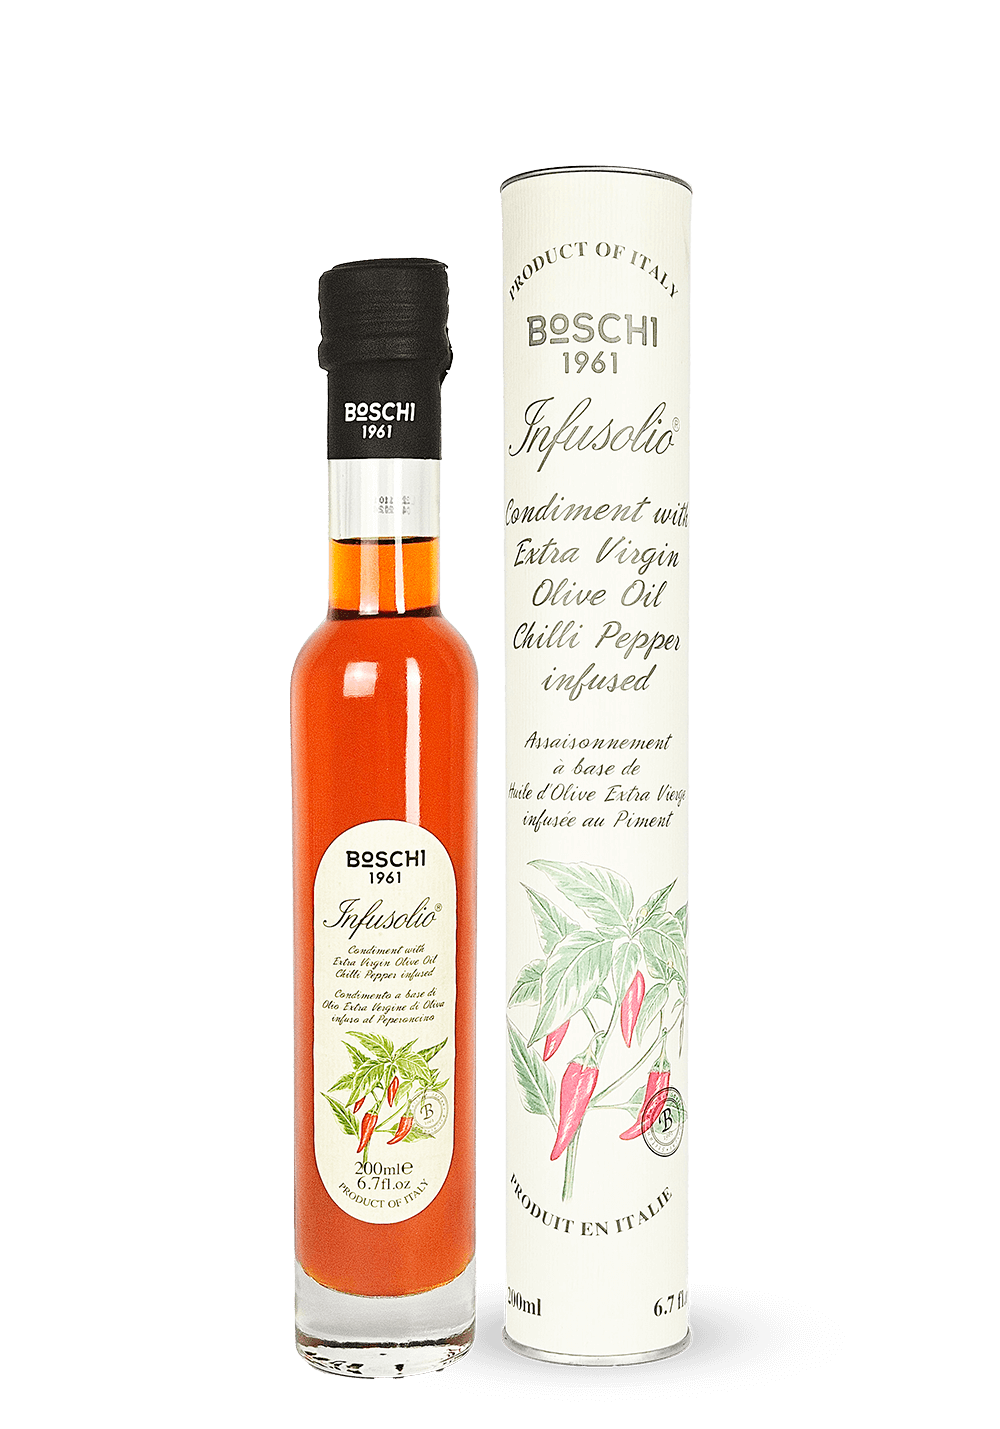 BOSCHI
1961
BOSCHI
1961
Infusolio®
Condiment with
Extra Virgin Olive Oil
Chilli Pepper infused
Condimento a base di
Olio Extra Vergine di Oliva
infuso al Peperoncino
B
200ml℮
6.7fl.oz
PRODUCT OF ITALY
PRODUCT OF ITALY
BOSCHI
1961
Infusolio®
Condiment with
Extra Virgin
Olive Oil
Chilli Pepper
infused
Assaisonnement
à base de
Huile d'Olive Extra Vierge
infusée au Piment
B
PRODUIT EN ITALIE
200ml
6.7 fl.